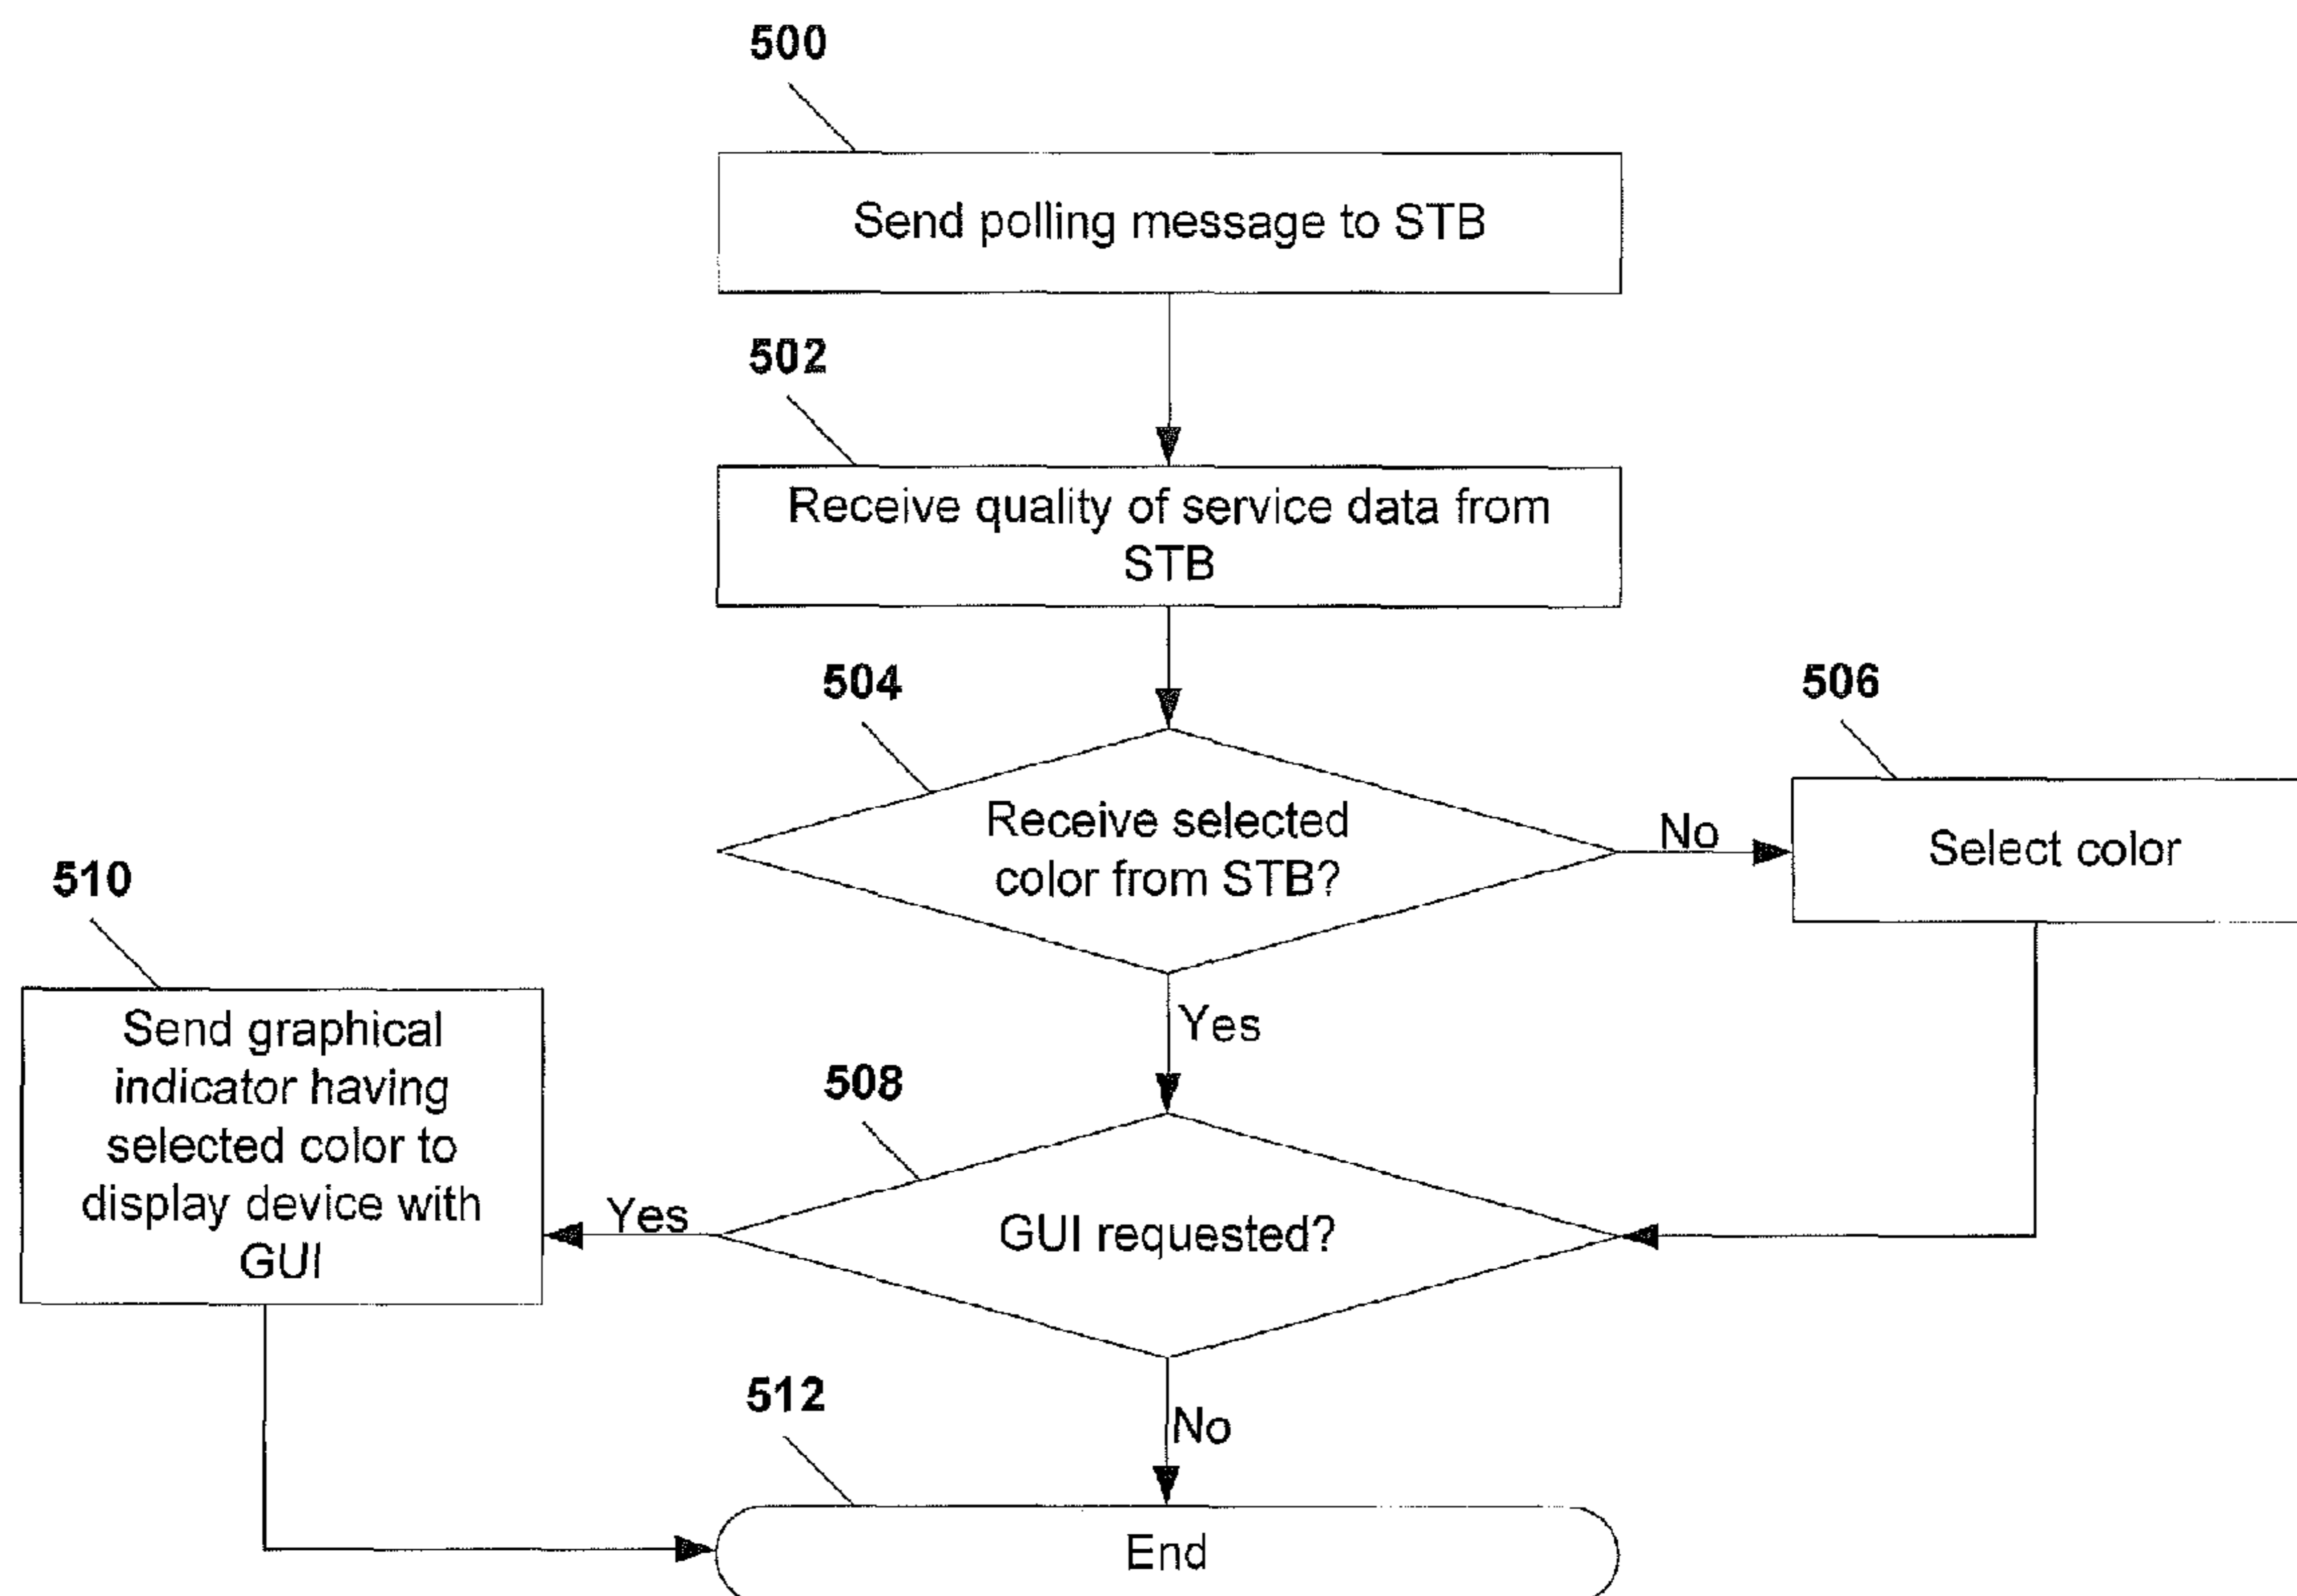 500
Send polling message to STB
502
Receive quality of service data from
STB
504
Receive selected
color from STB?
No
506
Select color
Yes
508
GUI requested?
Yes
510
Send graphical
indicator having
selected color to
display device with
GUI
No
512
End